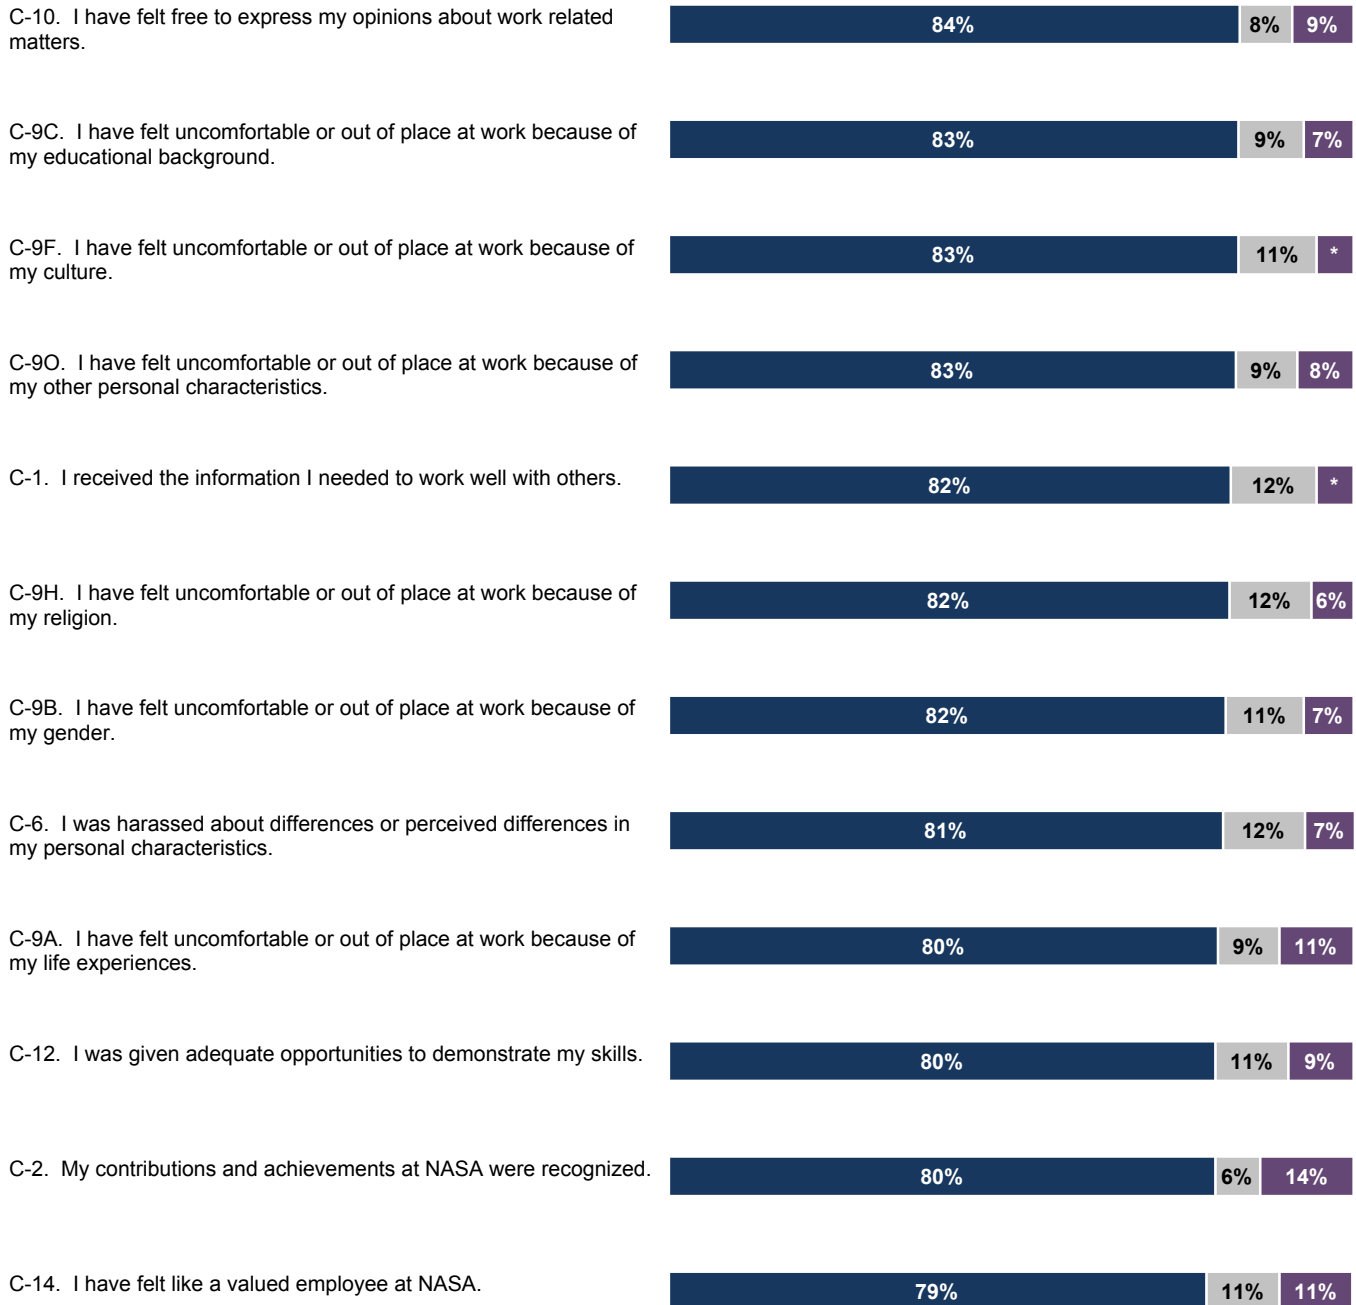 C-10.  I have felt free to express my opinions about work related
matters.
84% 8% 9%
C-9C.  I have felt uncomfortable or out of place at work because of
my educational background.
83% 9% 7%
C-9F.  I have felt uncomfortable or out of place at work because of
my culture.
83% 11% *
C-9O.  I have felt uncomfortable or out of place at work because of
my other personal characteristics.
83% 9% 8%
C-1.  I received the information I needed to work well with others.
82% 12% *
C-9H.  I have felt uncomfortable or out of place at work because of
my religion.
82% 12% 6%
C-9B.  I have felt uncomfortable or out of place at work because of
my gender.
82% 11% 7%
C-6.  I was harassed about differences or perceived differences in
my personal characteristics.
81% 12% 7%
C-9A.  I have felt uncomfortable or out of place at work because of
my life experiences.
80% 9% 11%
C-12.  I was given adequate opportunities to demonstrate my skills.
80% 11% 9%
C-2.  My contributions and achievements at NASA were recognized.
80% 6% 14%
C-14.  I have felt like a valued employee at NASA.
79% 11% 11%